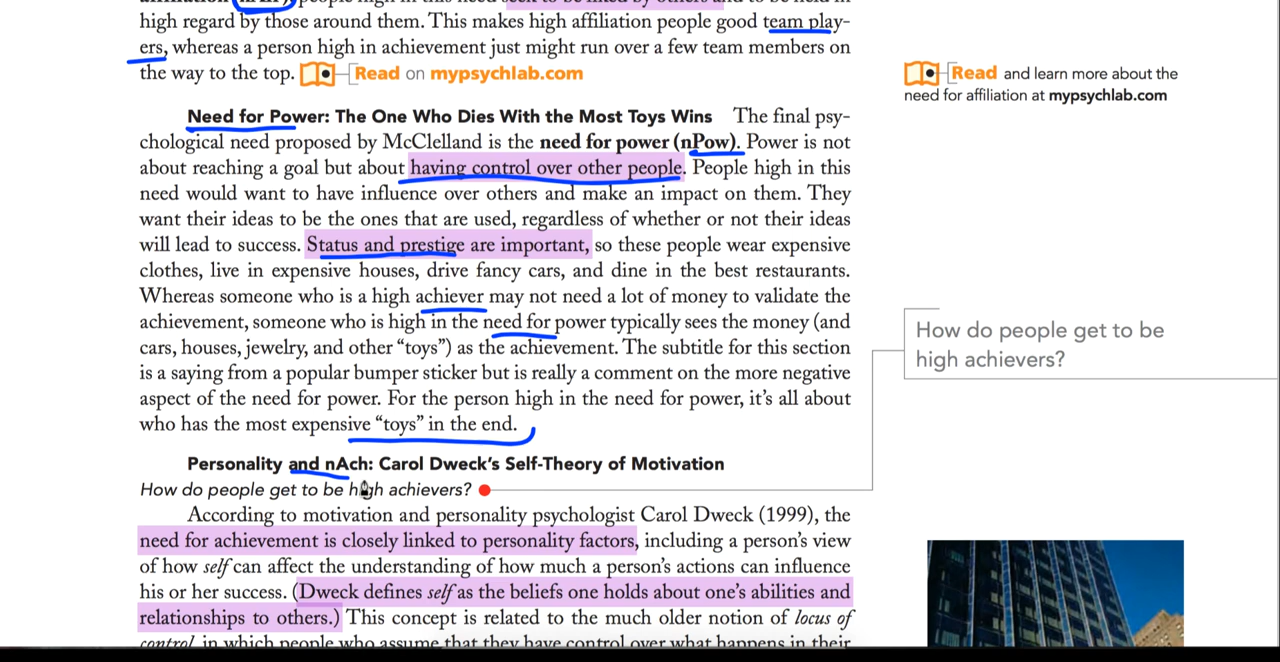 high regard by those around them. This makes high affiliation people good team play-
ers, whereas a person high in achievement just might run over a few team members on
the way to the top. Read on mypsychlab.com
Read and learn more about the
need for affiliation at mypsychlab.com
Need for Power: The One Who Dies With the Most Toys Wins The final psy-
chological need proposed by McClelland is the need for power (nPow). Power is not
about reaching a goal but about having control over other people. People high in this
need would want to have influence over others and make an impact on them. They
want their ideas to be the ones that are used, regardless of whether or not their ideas
will lead to success. Status and prestige are important, so these people wear expensive
clothes, live in expensive houses, drive fancy cars, and dine in the best restaurants.
Whereas someone who is a high achiever may not need a lot of money to validate the
achievement, someone who is high in the need for power typically sees the money (and
cars, houses, jewelry, and other “toys”) as the achievement. The subtitle for this section
is a saying from a popular bumper sticker but is really a comment on the more negative
aspect of the need for power. For the person high in the need for power, it’s all about
who has the most expensive “toys” in the end.
How do people get to be
high achievers?
Personality and nAch: Carol Dweck’s Self-Theory of Motivation
How do people get to be high achievers?
According to motivation and personality psychologist Carol Dweck (1999), the
need for achievement is closely linked to personality factors, including a person’s view
of how self can affect the understanding of how much a person’s actions can influence
his or her success. (Dweck defines self as the beliefs one holds about one’s abilities and
relationships to others.) This concept is related to the much older notion of locus of
control in which people who assume that they have control over what happens in their